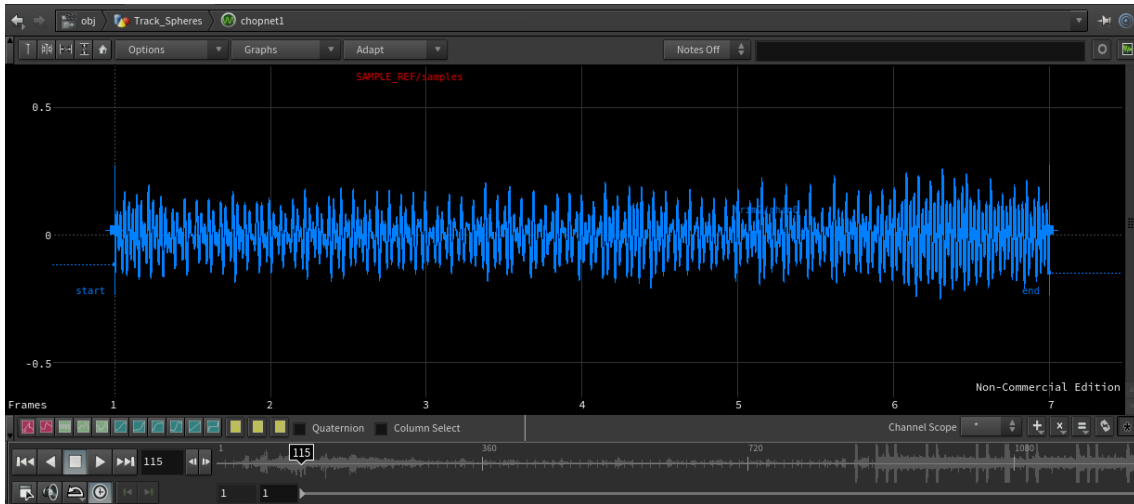 obj Track_Spheres chopnet1
Options Graphs Adapt Notes Off
SAMPLE_REF/samples
0.5
0
start end
-0.5
Non-Commercial Edition
Frames 1 2 3 4 5 6 7
Quaternion Column Select Channel Scope *
115 1 115 360 720 1080
1 1